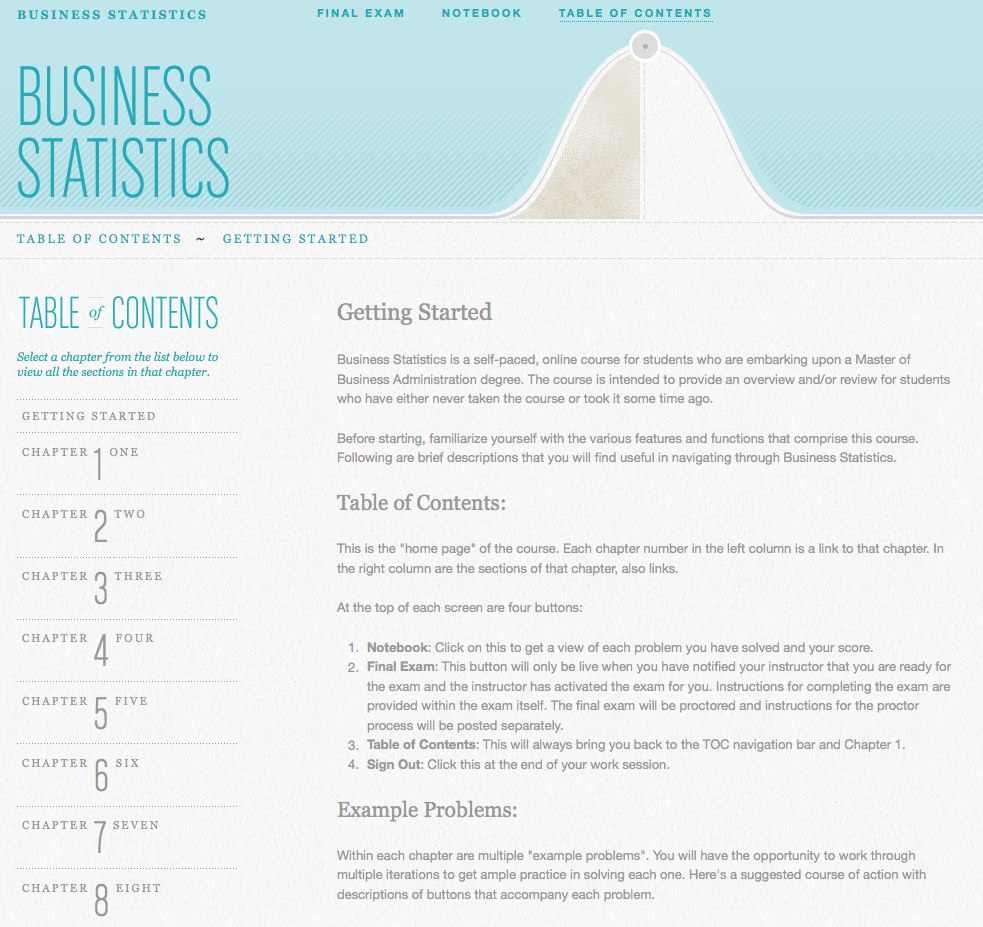 BUSINESS STATISTICS
FINAL EXAM
NOTEBOOK
TABLE OF CONTENTS
BUSINESS
STATISTICS
TABLE OF CONTENTS ~ GETTING STARTED
TABLE of CONTENTS
Select a chapter from the list below to
view all the sections in that chapter.
GETTING STARTED
CHAPTER 1 ONE
CHAPTER 2 TWO
CHAPTER 3 THREE
CHAPTER 4 FOUR
CHAPTER 5 FIVE
CHAPTER 6 SIX
CHAPTER 7 SEVEN
CHAPTER 8 EIGHT
Getting Started
Business Statistics is a self-paced, online course for students who are embarking upon a Master of
Business Administration degree. The course is intended to provide an overview and/or review for students
who have either never taken the course or took it some time ago.
Before starting, familiarize yourself with the various features and functions that comprise this course.
Following are brief descriptions that you will find useful in navigating through Business Statistics.
Table of Contents:
This is the "home page" of the course. Each chapter number in the left column is a link to that chapter. In
the right column are the sections of that chapter, also links.
At the top of each screen are four buttons:
1. Notebook: Click on this to get a view of each problem you have solved and your score.
2. Final Exam: This button will only be live when you have notified your instructor that you are ready for
the exam and the instructor has activated the exam for you. Instructions for completing the exam are
provided within the exam itself. The final exam will be proctored and instructions for the proctor
process will be posted separately.
3. Table of Contents: This will always bring you back to the TOC navigation bar and Chapter 1.
4. Sign Out: Click this at the end of your work session.
Example Problems:
Within each chapter are multiple "example problems". You will have the opportunity to work through
multiple iterations to get ample practice in solving each one. Here's a suggested course of action with
descriptions of buttons that accompany each problem.